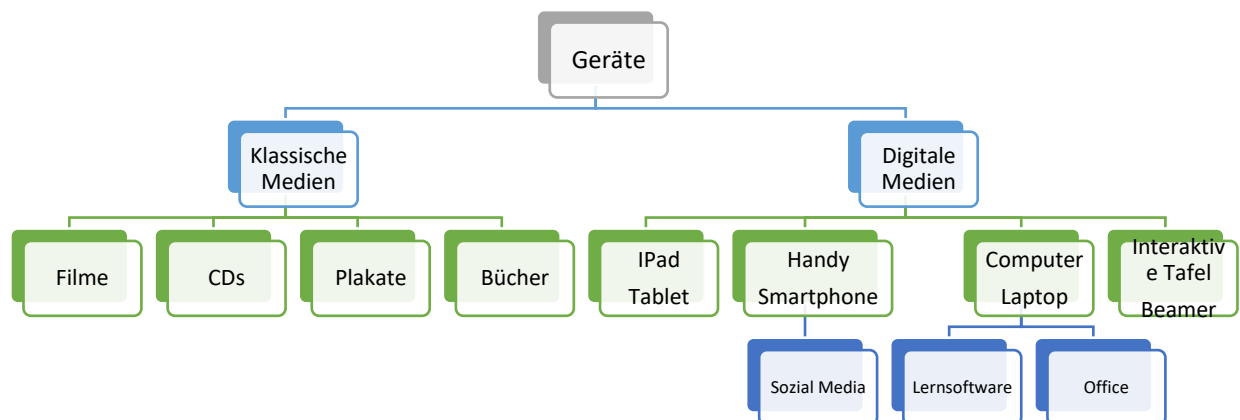 Geräte
Klassische
Medien
Digitale
Medien
Filme
CDs
Plakate
Bücher
IPad
Tablet
Handy
Smartphone
Computer
Laptop
Interaktiv
e Tafel
Beamer
Sozial Media
Lernsoftware
Office